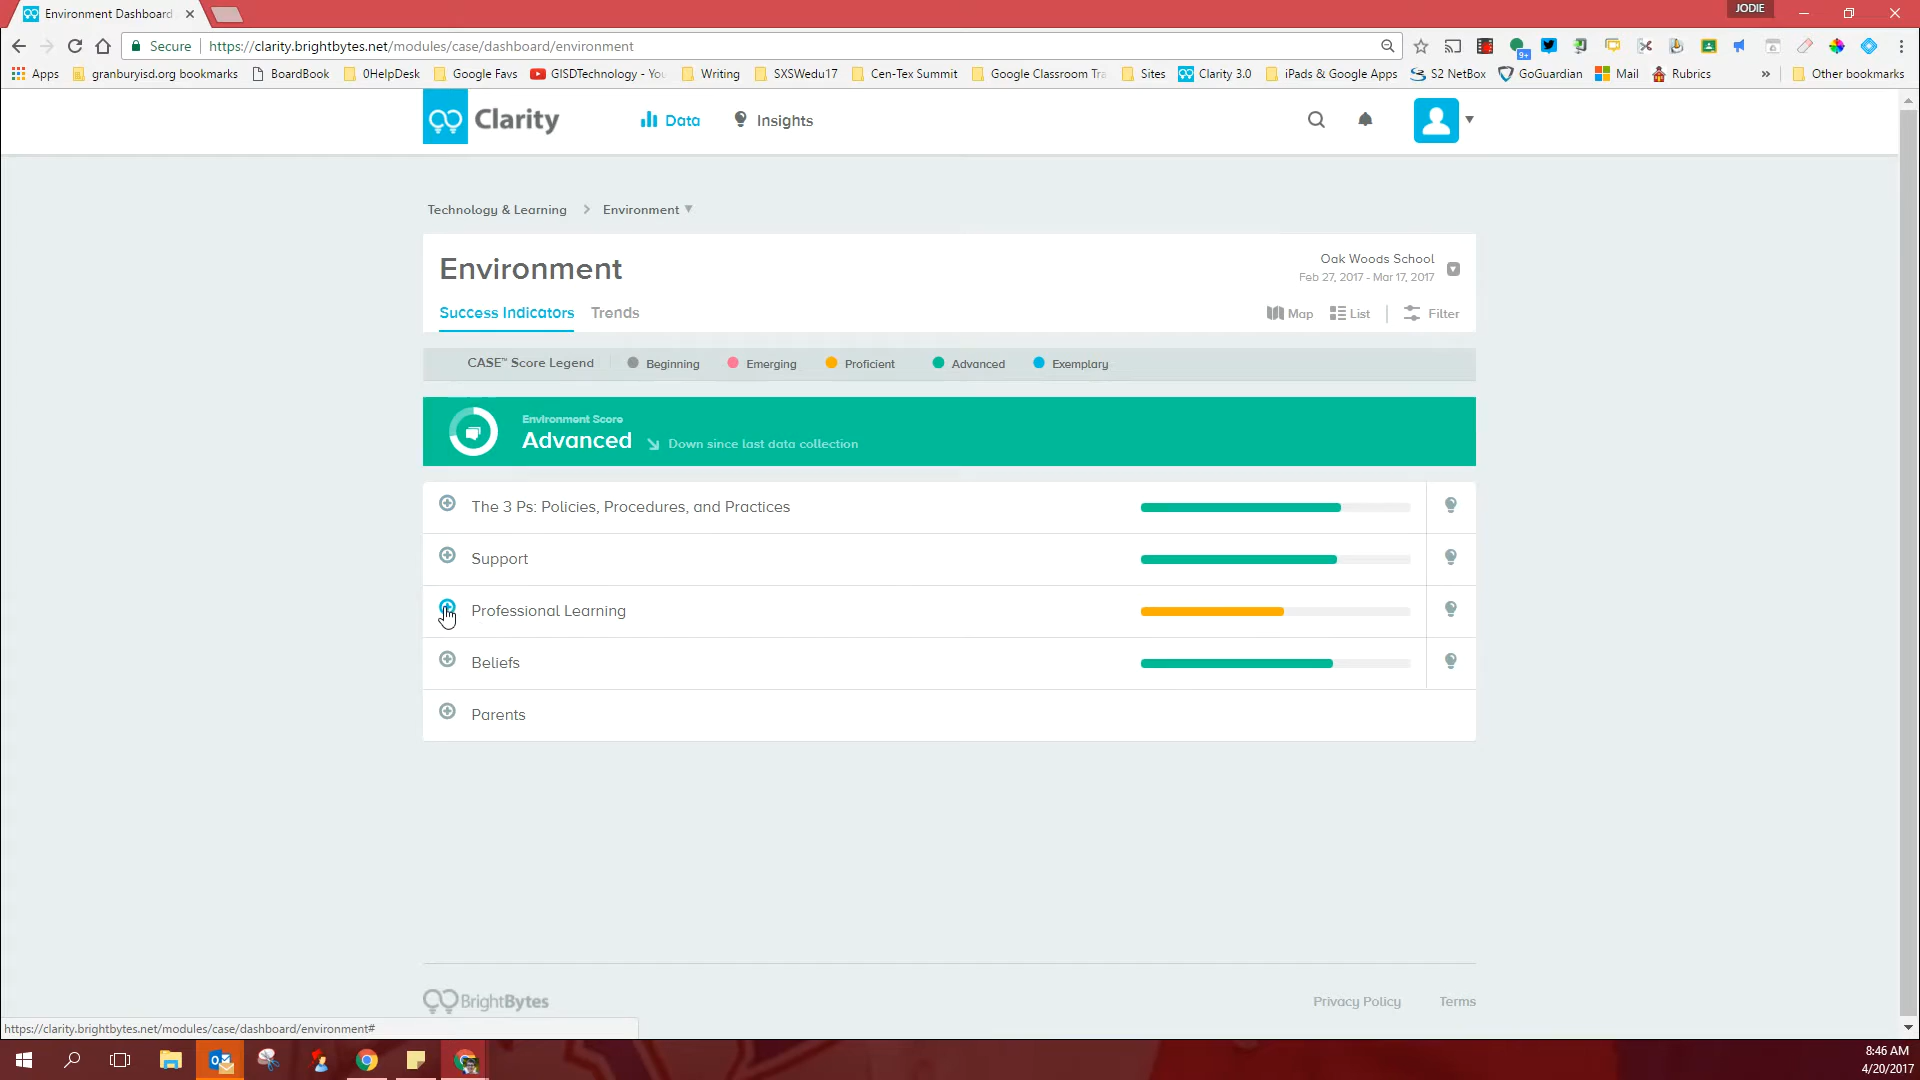 Environment Dashboard
JODIE
Secure https://clarity.brightbytes.net/modules/case/dashboard/environment
9+
Apps granburyisd.org bookmarks BoardBook 0HelpDesk Google Favs GISDTechnology - You Writing SXSWedu17 Cen-Tex Summit Google Classroom Tra Sites Clarity 3.0 iPads & Google Apps S2 NetBox GoGuardian Mail Rubrics » Other bookmarks
Clarity Data Insights
Technology & Learning > Environment
Environment
Oak Woods School
Feb 27, 2017 - Mar 17, 2017
Success Indicators Trends Map List | Filter
CASE™ Score Legend Beginning Emerging Proficient Advanced Exemplary
Environment Score
Advanced Down since last data collection
The 3 Ps: Policies, Procedures, and Practices
Support
Professional Learning
Beliefs
Parents
BrightBytes Privacy Policy Terms
https://clarity.brightbytes.net/modules/case/dashboard/environment#
8:46 AM
4/20/2017